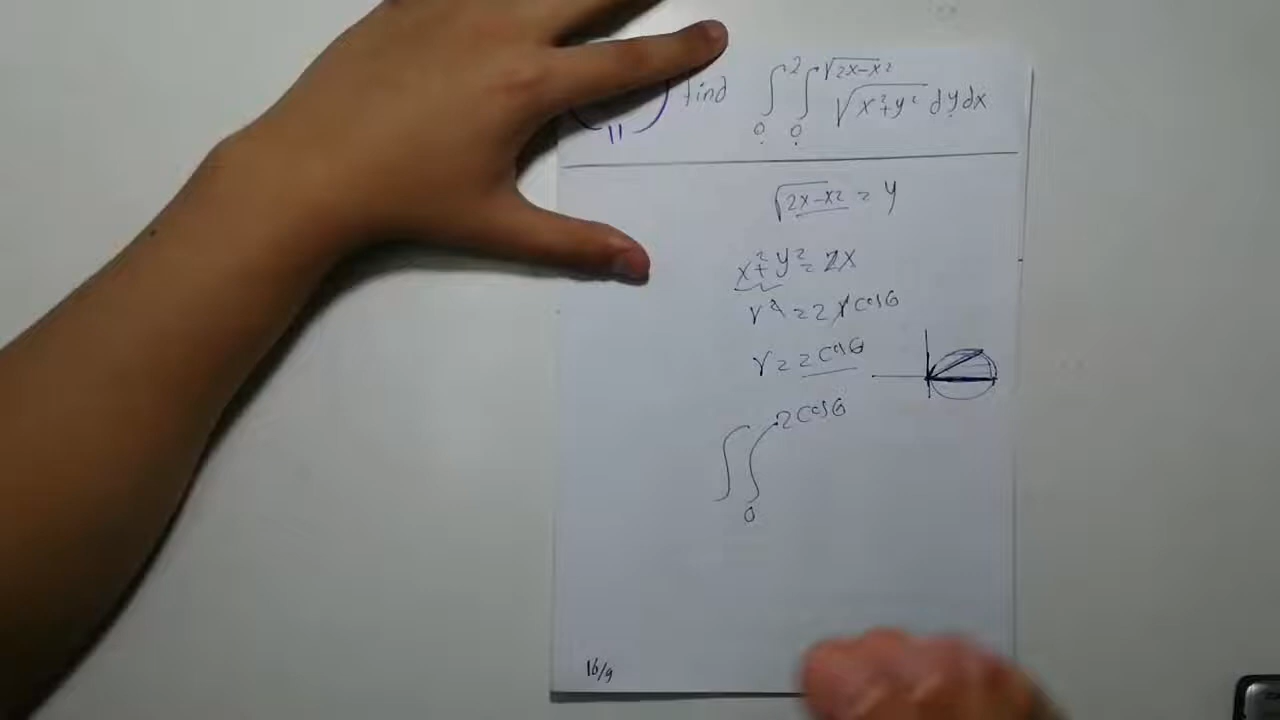 11 find ∫₀² ∫₀^√(2x-x²) √(x²+y²) dy dx
√(2x-x²) = y
x²+y² = 2x
r² = 2r cosθ
r = 2cosθ
∫ ∫₀^2cosθ
16/9